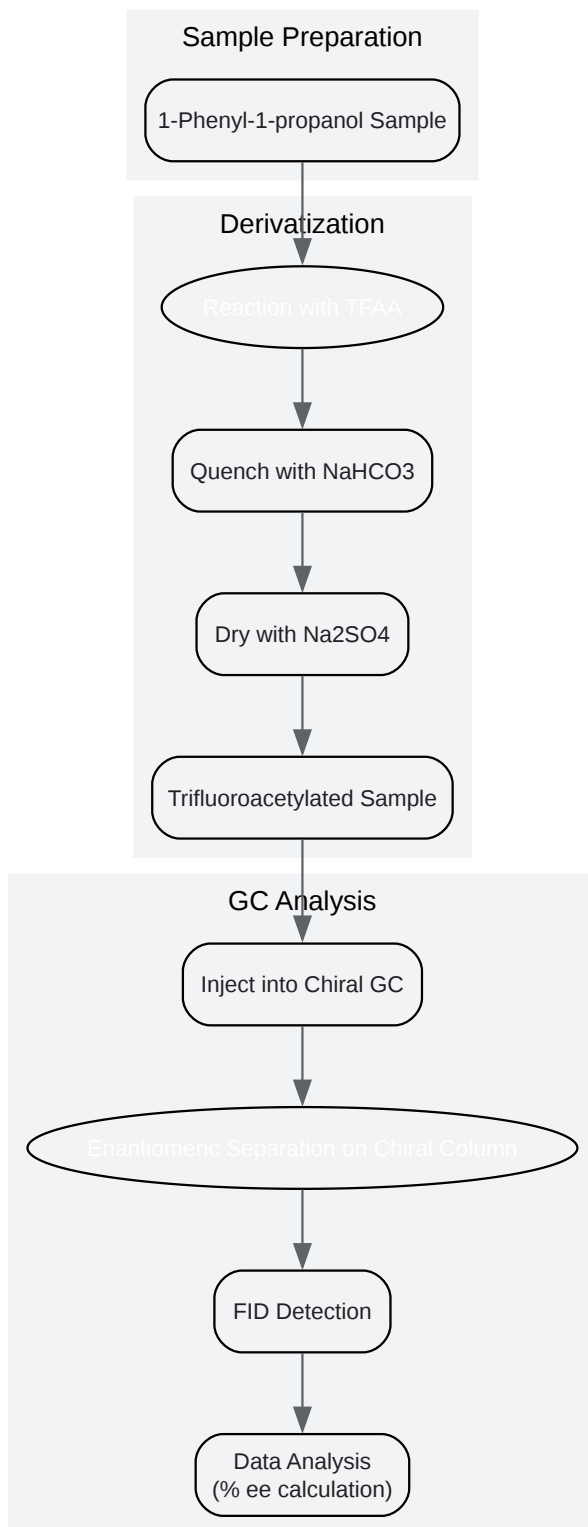 Sample Preparation
1-Phenyl-1-propanol Sample
Derivatization
Reaction with TFAA
Quench with NaHCO3
Dry with Na2SO4
Trifluoroacetylated Sample
GC Analysis
Inject into Chiral GC
Enantiomeric Separation on Chiral Column
FID Detection
Data Analysis
(% ee calculation)